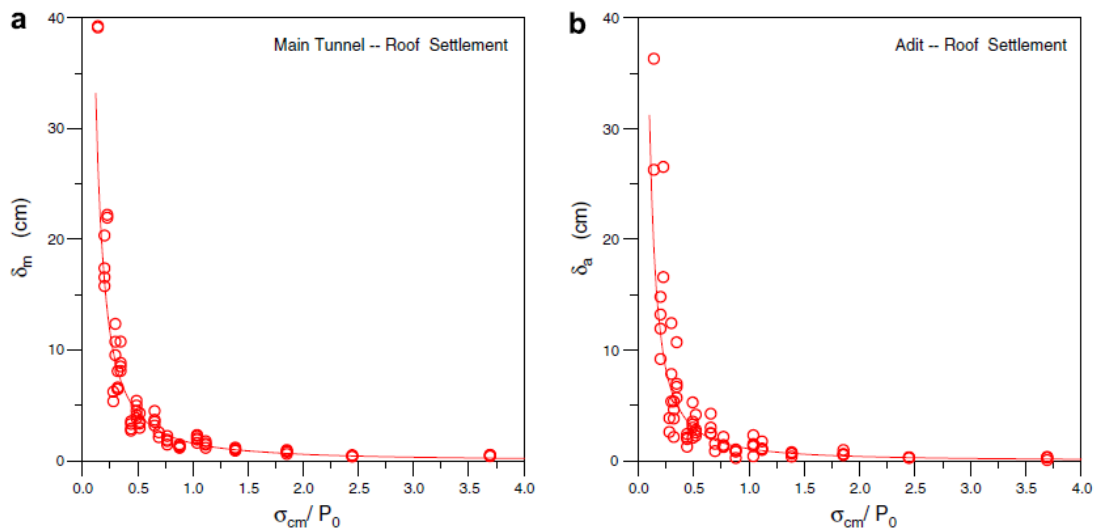 a
Main Tunnel -- Roof Settlement
40
30
20
10
0
δm (cm)
0.0 0.5 1.0 1.5 2.0 2.5 3.0 3.5 4.0
σcm/ P0
b
Adit -- Roof Settlement
40
30
20
10
0
δa (cm)
0.0 0.5 1.0 1.5 2.0 2.5 3.0 3.5 4.0
σcm/ P0